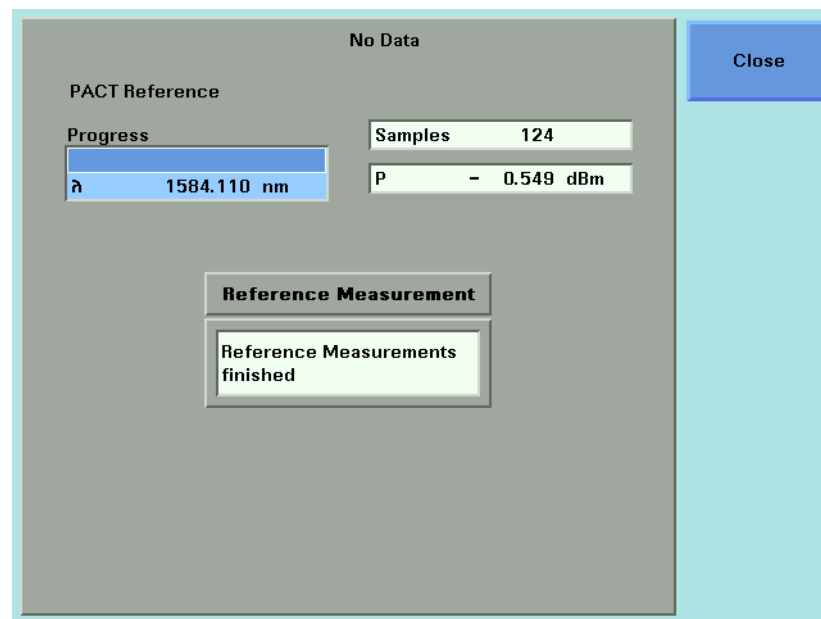 No Data
Close
PACT Reference
Progress
λ 1584.110 nm
Samples 124
P - 0.549 dBm
Reference Measurement
Reference Measurements
finished